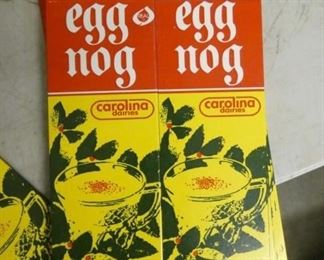 egg
nog
carolina
dairies
egg
nog
carolina
dairies